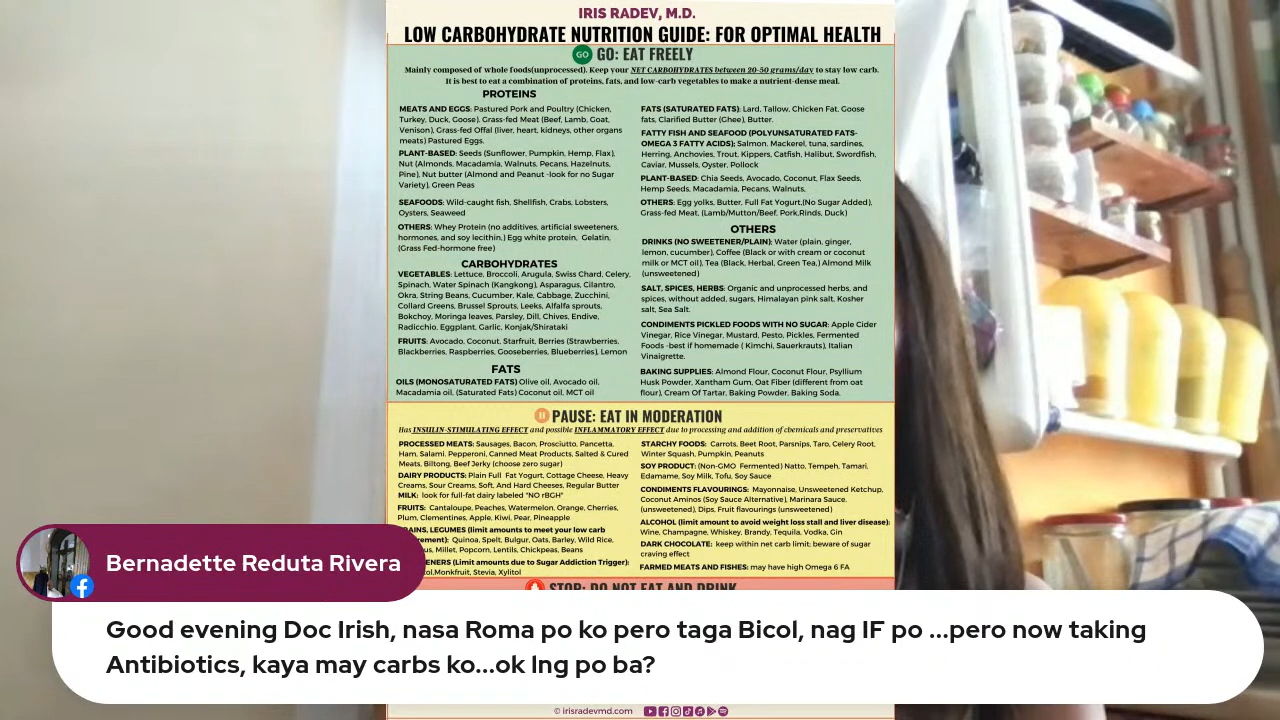 IRIS RADEV, M.D.
LOW CARBOHYDRATE NUTRITION GUIDE: FOR OPTIMAL HEALTH
GO GO: EAT FREELY
Mainly composed of whole foods(unprocessed). Keep your NET CARBOHYDRATES between 20-50 grams/day to stay low carb.
It is best to eat a combination of proteins, fats, and low-carb vegetables to make a nutrient-dense meal.
PROTEINS
MEATS AND EGGS: Pastured Pork and Poultry (Chicken,
Turkey, Duck, Goose). Grass-fed Meat (Beef, Lamb, Goat,
Venison), Grass-fed Offal (liver, heart, kidneys, other organs
meats) Pastured Eggs.
PLANT-BASED: Seeds (Sunflower, Pumpkin, Hemp, Flax),
Nut (Almonds, Macadamia, Walnuts, Pecans, Hazelnuts,
Pine), Nut butter (Almond and Peanut -look for no Sugar
Variety), Green Peas
SEAFOODS: Wild-caught fish, Shellfish, Crabs, Lobsters,
Oysters, Seaweed
OTHERS: Whey Protein (no additives, artificial sweeteners,
hormones, and soy lecithin,) Egg white protein, Gelatin,
(Grass Fed-hormone free)
CARBOHYDRATES
VEGETABLES: Lettuce, Broccoli, Arugula, Swiss Chard, Celery,
Spinach, Water Spinach (Kangkong), Asparagus, Cilantro,
Okra, String Beans, Cucumber, Kale, Cabbage, Zucchini,
Collard Greens, Brussel Sprouts, Leeks, Alfalfa sprouts,
Bokchoy, Moringa leaves, Parsley, Dill, Chives, Endive,
Radicchio, Eggplant, Garlic, Konjak/Shirataki
FRUITS: Avocado, Coconut, Starfruit, Berries (Strawberries,
Blackberries, Raspberries, Gooseberries, Blueberries), Lemon
FATS
OILS (MONOSATURATED FATS) Olive oil, Avocado oil,
Macadamia oil, (Saturated Fats) Coconut oil, MCT oil
FATS (SATURATED FATS): Lard, Tallow, Chicken Fat, Goose
fats, Clarified Butter (Ghee), Butter.
FATTY FISH AND SEAFOOD (POLYUNSATURATED FATS-
OMEGA 3 FATTY ACIDS): Salmon. Mackerel, tuna, sardines,
Herring, Anchovies, Trout, Kippers, Catfish, Halibut, Swordfish,
Caviar, Mussels, Oyster, Pollock
PLANT-BASED: Chia Seeds, Avocado, Coconut, Flax Seeds,
Hemp Seeds, Macadamia, Pecans, Walnuts,
OTHERS: Egg yolks, Butter, Full Fat Yogurt,(No Sugar Added),
Grass-fed Meat, (Lamb/Mutton/Beef, Pork,Rinds, Duck)
OTHERS
DRINKS (NO SWEETENER/PLAIN): Water (plain, ginger,
lemon, cucumber), Coffee (Black or with cream or coconut
milk or MCT oil), Tea (Black, Herbal, Green Tea,) Almond Milk
(unsweetened)
SALT, SPICES, HERBS: Organic and unprocessed herbs, and
spices, without added, sugars, Himalayan pink salt, Kosher
salt, Sea Salt.
CONDIMENTS PICKLED FOODS WITH NO SUGAR: Apple Cider
Vinegar, Rice Vinegar, Mustard, Pesto, Pickles, Fermented
Foods -best if homemade ( Kimchi, Sauerkrauts), Italian
Vinaigrette.
BAKING SUPPLIES: Almond Flour, Coconut Flour, Psyllium
Husk Powder, Xantham Gum, Oat Fiber (different from oat
flour), Cream Of Tartar, Baking Powder, Baking Soda.
PAUSE: EAT IN MODERATION
Has INSULIN-STIMULATING EFFECT and possible INFLAMMATORY EFFECT due to processing and addition of chemicals and preservatives
PROCESSED MEATS: Sausages, Bacon, Prosciutto, Pancetta,
Ham, Salami. Pepperoni, Canned Meat Products, Salted & Cured
Meats, Biltong, Beef Jerky (choose zero sugar)
DAIRY PRODUCTS: Plain Full Fat Yogurt, Cottage Cheese, Heavy
Creams, Sour Creams, Soft. And Hard Cheeses, Regular Butter
MILK: look for full-fat dairy labeled "NO rBGH"
FRUITS: Cantaloupe, Peaches, Watermelon, Orange, Cherries,
Plum, Clementines, Apple, Kiwi, Pear, Pineapple
RAINS, LEGUMES (limit amounts to meet your low carb
rement): Quinoa, Spelt, Bulgur, Oats, Barley, Wild Rice,
us, Millet, Popcorn, Lentils, Chickpeas, Beans
ENERS (Limit amounts due to Sugar Addiction Trigger):
ol,Monkfruit, Stevia, Xylitol
STARCHY FOODS: Carrots, Beet Root, Parsnips, Taro, Celery Root,
Winter Squash, Pumpkin, Peanuts
SOY PRODUCT: (Non-GMO Fermented) Natto, Tempeh, Tamari,
Edamame, Soy Milk, Tofu, Soy Sauce
CONDIMENTS FLAVOURINGS: Mayonnaise, Unsweetened Ketchup,
Coconut Aminos (Soy Sauce Alternative), Marinara Sauce,
(unsweetened), Dips, Fruit flavourings (unsweetened)
ALCOHOL (limit amount to avoid weight loss stall and liver disease):
Wine, Champagne, Whiskey, Brandy, Tequila, Vodka, Gin
DARK CHOCOLATE: keep within net carb limit; beware of sugar
craving effect
FARMED MEATS AND FISHES: may have high Omega 6 FA
STOP: DO NOT EAT AND DRINK
Bernadette Reduta Rivera
Good evening Doc Irish, nasa Roma po ko pero taga Bicol, nag IF po ...pero now taking
Antibiotics, kaya may carbs ko...ok lng po ba?
© irisradevmd.com